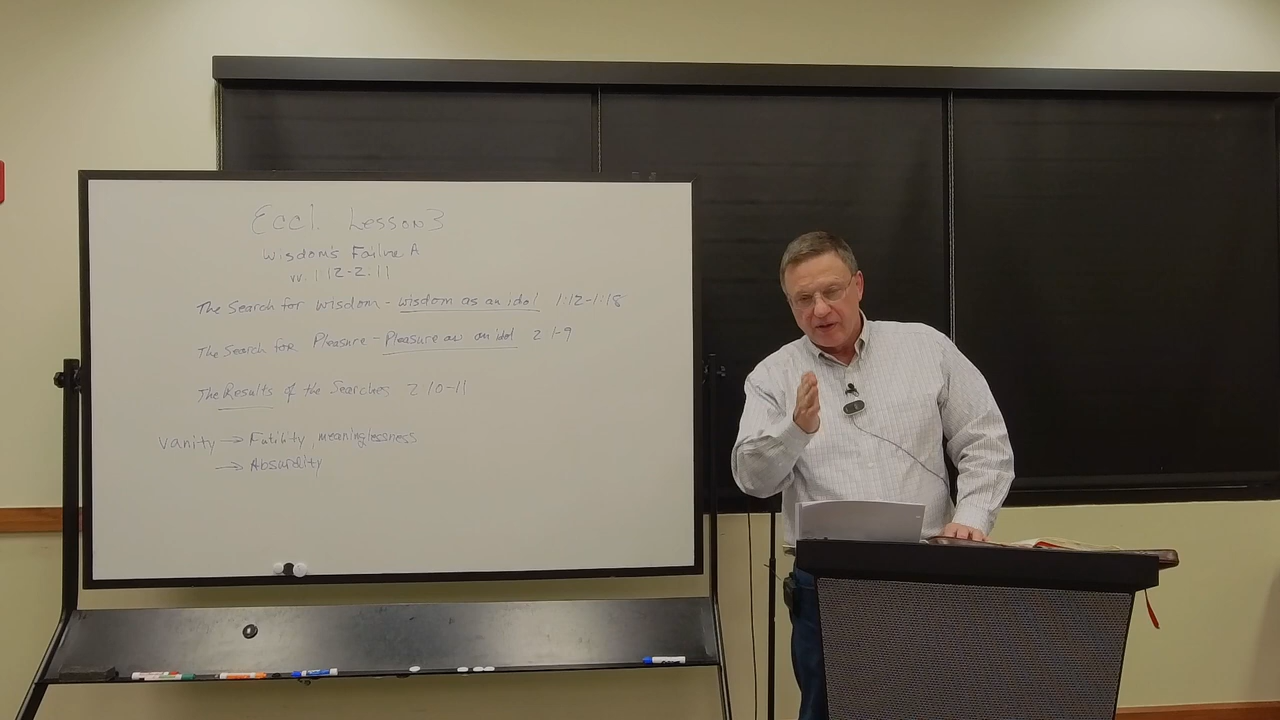 Eccl. Lesson 3
Wisdom's Failure A
vv. 1:12-2:11
The Search for wisdom - wisdom as an idol 1:12-1:18
The Search for Pleasure - Pleasure as an idol 2 1-9
The Results of the Searches 2:10-11
vanity → Futility, meaninglessness
→ Absurdity